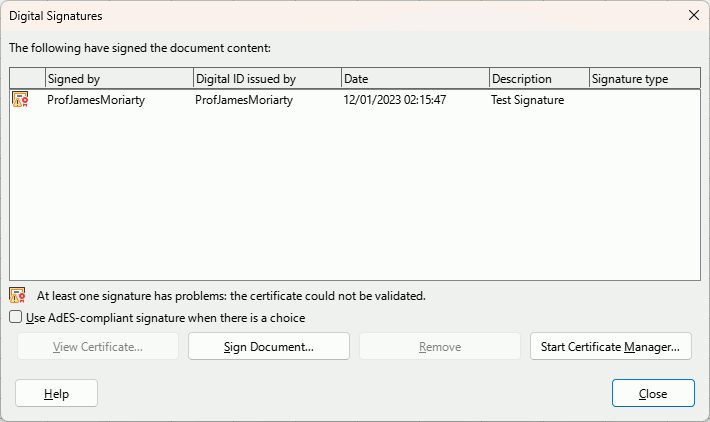 Digital Signatures
The following have signed the document content:
Signed by Digital ID issued by Date Description Signature type
ProfJamesMoriarty ProfJamesMoriarty 12/01/2023 02:15:47 Test Signature
At least one signature has problems: the certificate could not be validated.
Use AdES-compliant signature when there is a choice
View Certificate... Sign Document... Remove Start Certificate Manager...
Help Close